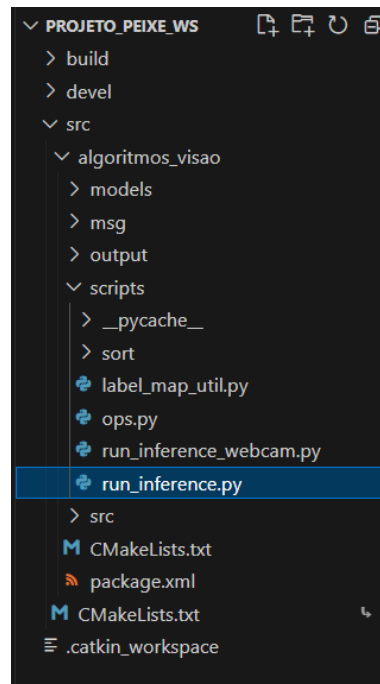 PROJETO_PEIXE_WS
build
devel
src
algoritmos_visao
models
msg
output
scripts
__pycache__
sort
label_map_util.py
ops.py
run_inference_webcam.py
run_inference.py
src
CMakeLists.txt
package.xml
CMakeLists.txt
.catkin_workspace